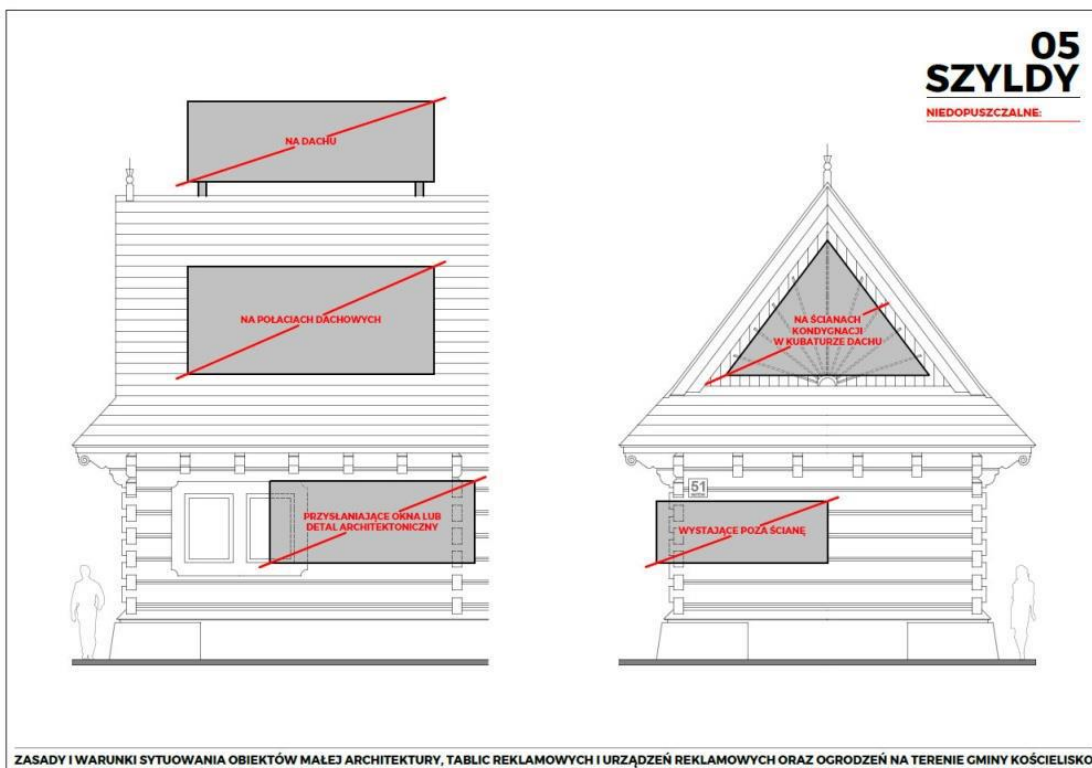 05
SZYLDY
NIEDOPUSZCZALNE:
NA DACHU
NA POŁACIACH DACHOWYCH
PRZYSŁANIAJĄCE OKNA LUB
DETAL ARCHITEKTONICZNY
NA ŚCIANACH
KONDYGNACJI
W KUBATURZE DACHU
51
WYSTAJĄCE POZA ŚCIANĘ
ZASADY I WARUNKI SYTUOWANIA OBIEKTÓW MAŁEJ ARCHITEKTURY, TABLIC REKLAMOWYCH I URZĄDZEŃ REKLAMOWYCH ORAZ OGRODZEŃ NA TERENIE GMINY KOŚCIELISKO